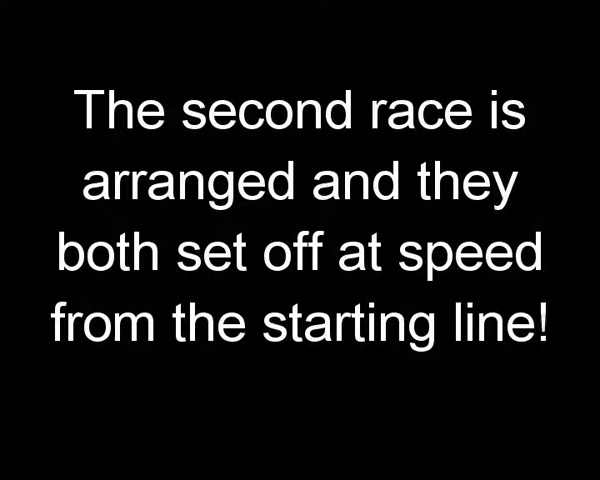 The second race is
arranged and they
both set off at speed
from the starting line!